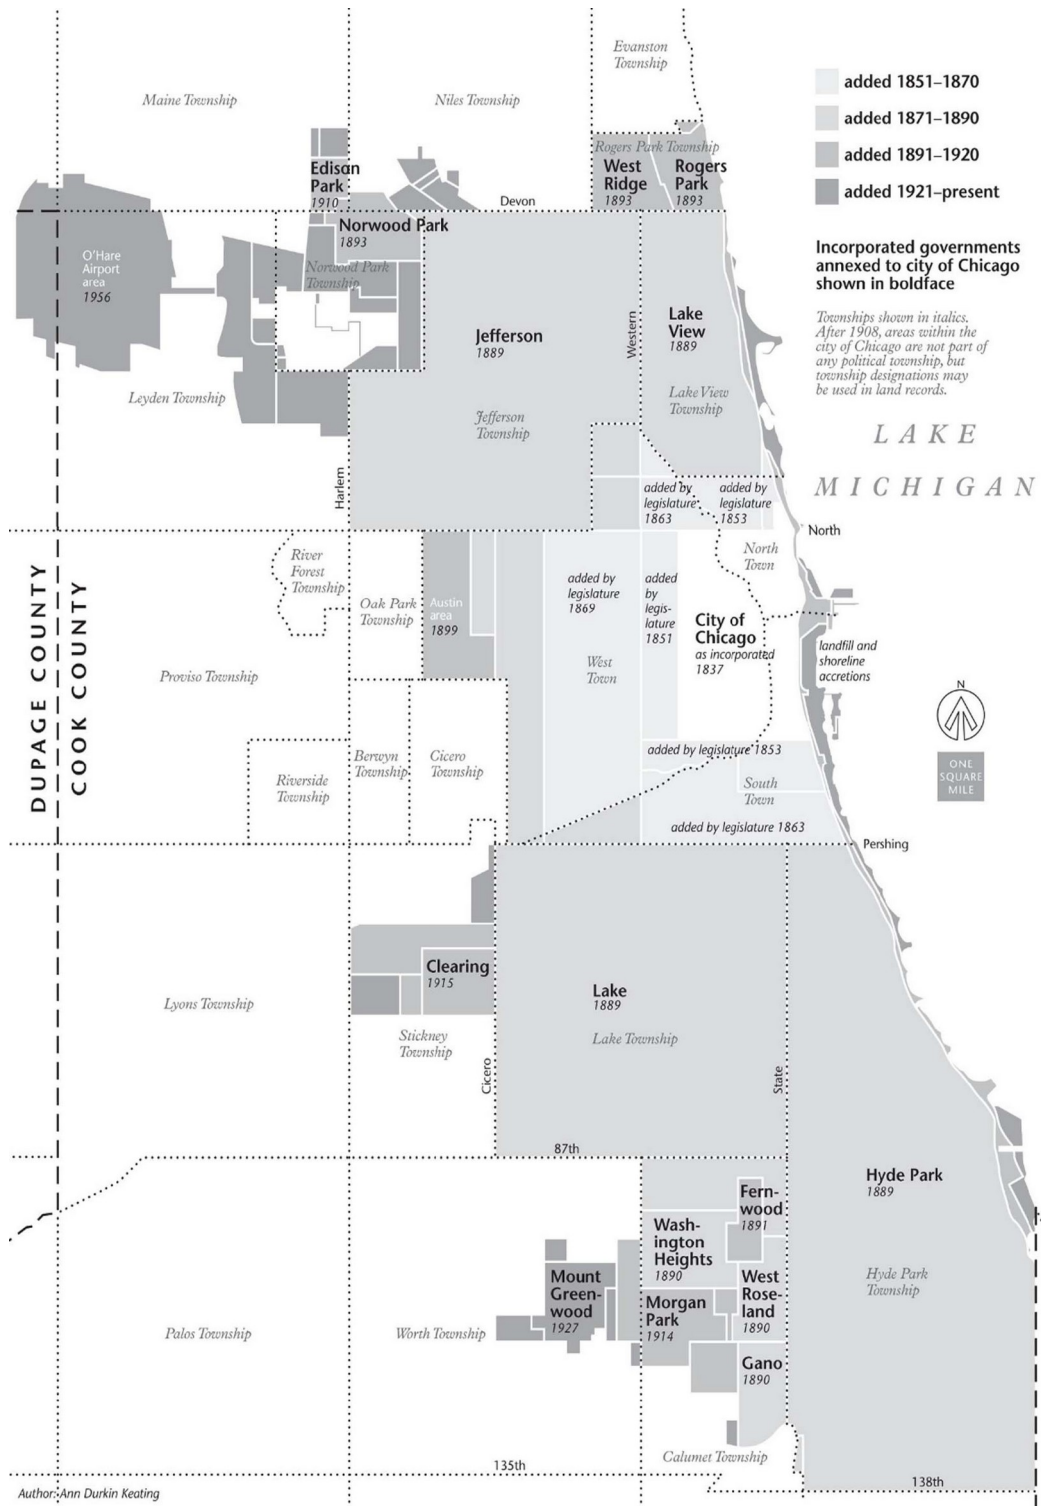 Evanston
Township
Maine Township
Niles Township
added 1851–1870
added 1871–1890
added 1891–1920
added 1921–present
Incorporated governments
annexed to city of Chicago
shown in boldface
Townships shown in italics.
After 1908, areas within the
city of Chicago are not part of
any political township, but
township designations may
be used in land records.
LAKE
MICHIGAN
Edison
Park
1910
Rogers Park Township
West
Ridge
1893
Rogers
Park
1893
Devon
Norwood Park
1893
Norwood Park
Township
O'Hare
Airport
area
1956
Leyden Township
Jefferson
1889
Jefferson
Township
Western
Lake
View
1889
Lake View
Township
Harlem
added by
legislature
1863
added by
legislature
1853
North
North
Town
River
Forest
Township
Oak Park
Township
Austin
area
1899
added by
legislature
1869
added
by
legis-
lature
1851
City of
Chicago
as incorporated
1837
landfill and
shoreline
accretions
West
Town
DUPAGE COUNTY
COOK COUNTY
Proviso Township
N
ONE
SQUARE
MILE
added by legislature 1853
Berwyn
Township
Cicero
Township
Riverside
Township
South
Town
added by legislature 1863
Pershing
Clearing
1915
Lyons Township
Stickney
Township
Lake
1889
Lake Township
Cicero
State
87th
Hyde Park
1889
Hyde Park
Township
Fern-
wood
1891
Wash-
ington
Heights
1890
West
Rose-
land
1890
Mount
Green-
wood
1927
Morgan
Park
1914
Gano
1890
Palos Township
Worth Township
Calumet Township
135th
138th
Author: Ann Durkin Keating